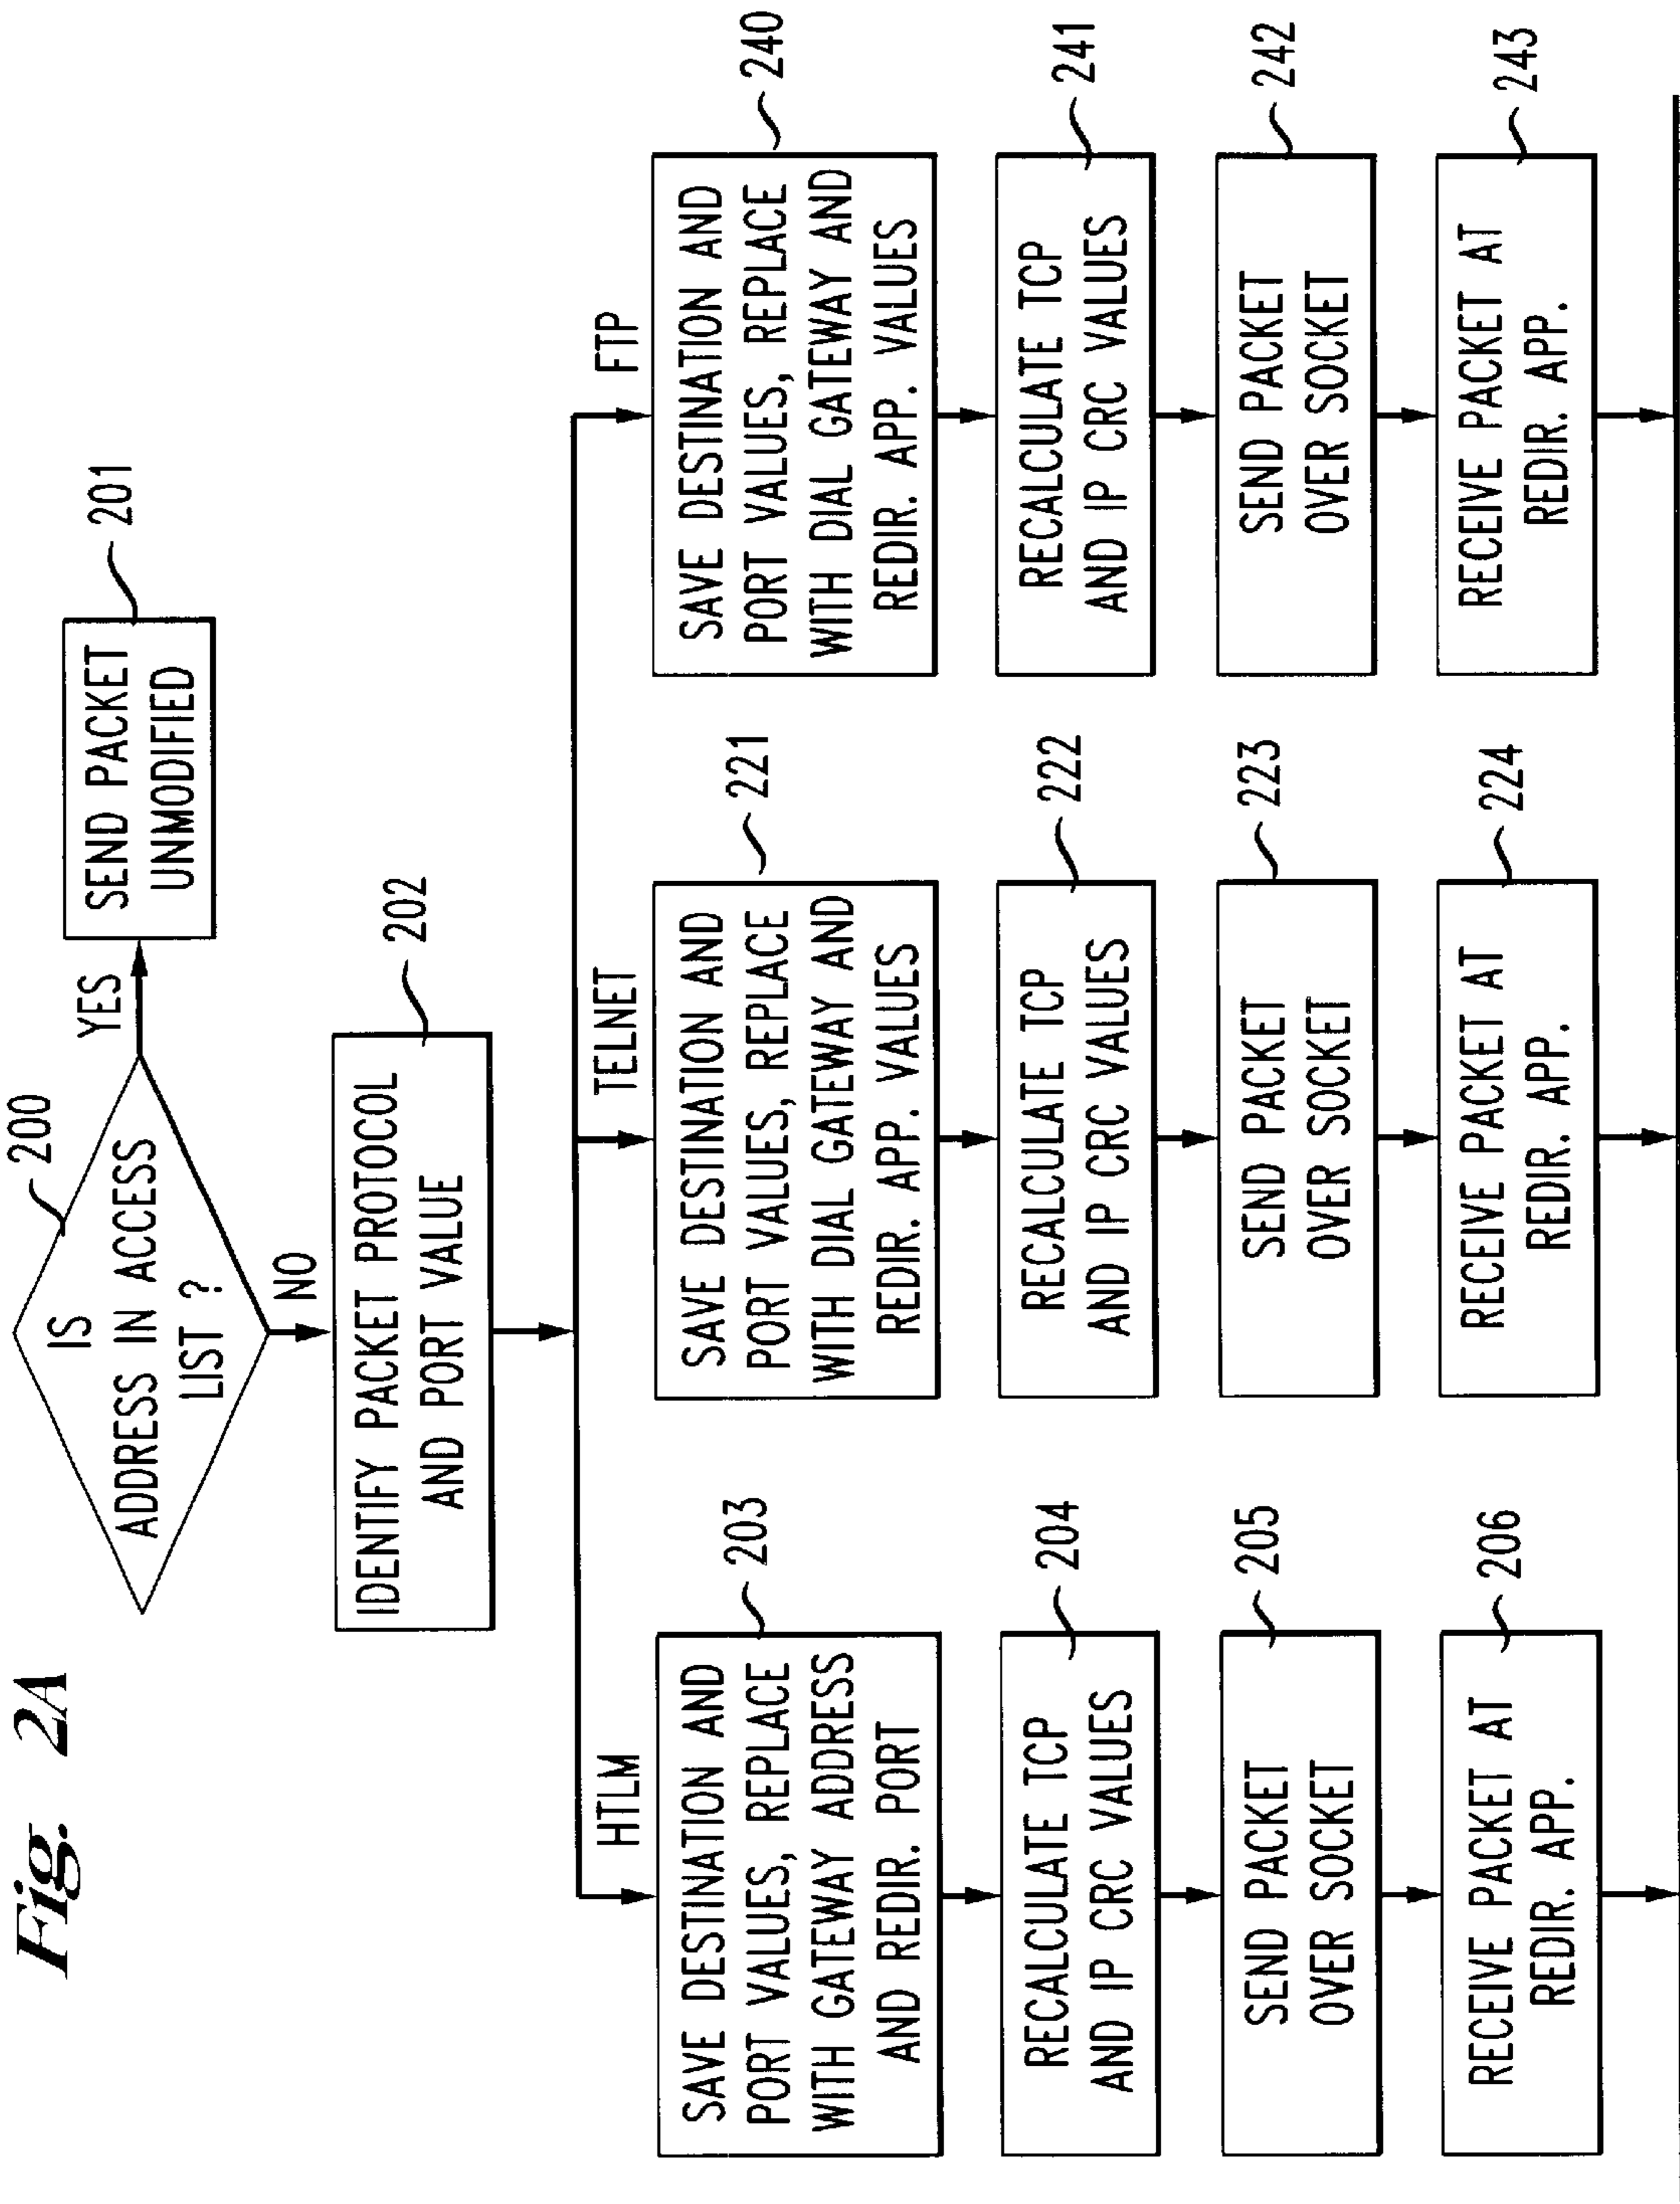 Fig. 2A
IS
ADDRESS IN ACCESS
LIST ?
200
YES
SEND PACKET
UNMODIFIED
201
NO
IDENTIFY PACKET PROTOCOL
AND PORT VALUE
202
HTLM
SAVE DESTINATION AND
PORT VALUES, REPLACE
WITH GATEWAY ADDRESS
AND REDIR. PORT
203
RECALCULATE TCP
AND IP CRC VALUES
204
SEND PACKET
OVER SOCKET
205
RECEIVE PACKET AT
REDIR. APP.
206
TELNET
SAVE DESTINATION AND
PORT VALUES, REPLACE
WITH DIAL GATEWAY AND
REDIR. APP. VALUES
221
RECALCULATE TCP
AND IP CRC VALUES
222
SEND PACKET
OVER SOCKET
223
RECEIVE PACKET AT
REDIR. APP.
224
FTP
SAVE DESTINATION AND
PORT VALUES, REPLACE
WITH DIAL GATEWAY AND
REDIR. APP. VALUES
240
RECALCULATE TCP
AND IP CRC VALUES
241
SEND PACKET
OVER SOCKET
242
RECEIVE PACKET AT
REDIR. APP.
243